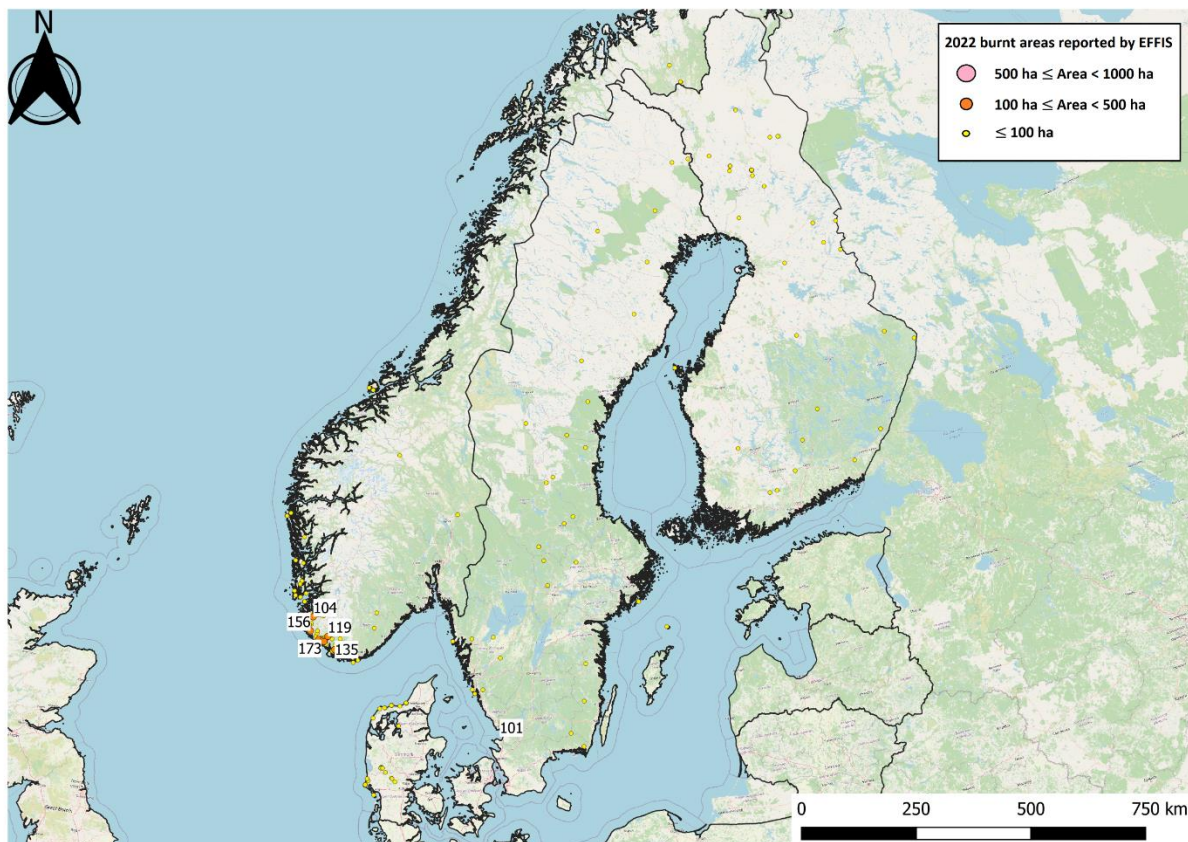 N
2022 burnt areas reported by EFFIS
500 ha ≤ Area < 1000 ha
100 ha ≤ Area < 500 ha
≤ 100 ha
104
156
119
173
135
101
0 250 500 750 km